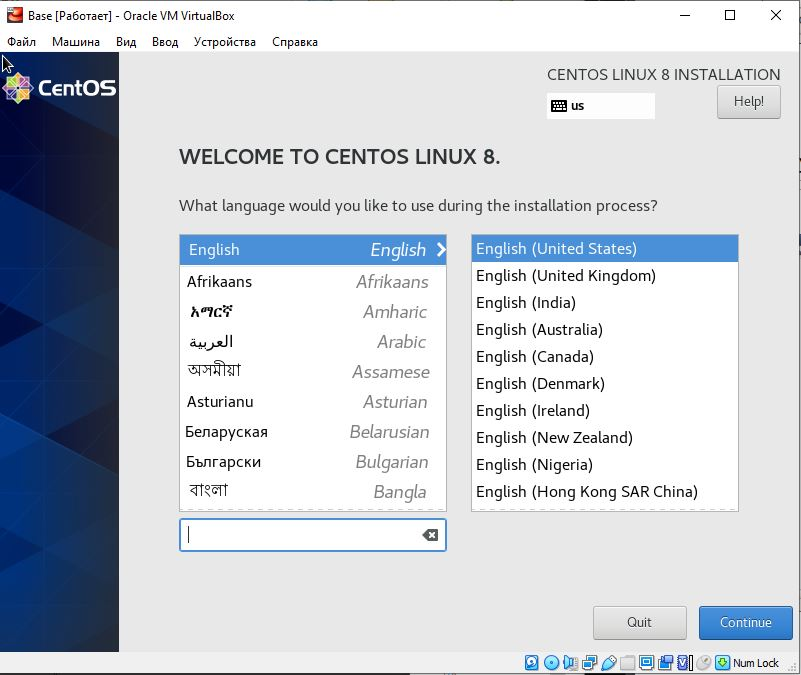 Base [Работает] - Oracle VM VirtualBox
Файл Машина Вид Ввод Устройства Справка
CentOS
CENTOS LINUX 8 INSTALLATION
us
Help!
WELCOME TO CENTOS LINUX 8.
What language would you like to use during the installation process?
English English
Afrikaans Afrikaans
አማርኛ Amharic
العربية Arabic
অসমীয়া Assamese
Asturianu Asturian
Беларуская Belarusian
Български Bulgarian
বাংলা Bangla
English (United States)
English (United Kingdom)
English (India)
English (Australia)
English (Canada)
English (Denmark)
English (Ireland)
English (New Zealand)
English (Nigeria)
English (Hong Kong SAR China)
Quit
Continue
Num Lock